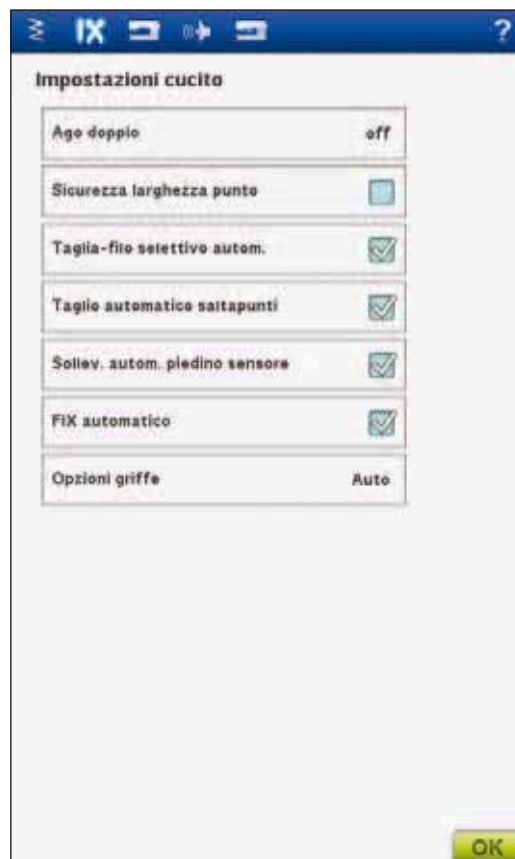 ?
Impostazioni cucito
Ago doppio off
Sicurezza larghezza punto
Taglia-filo selettivo autom.
Taglio automatico saltapunti
Sollev. autom. piedino sensore
FIX automatico
Opzioni griffe Auto
OK